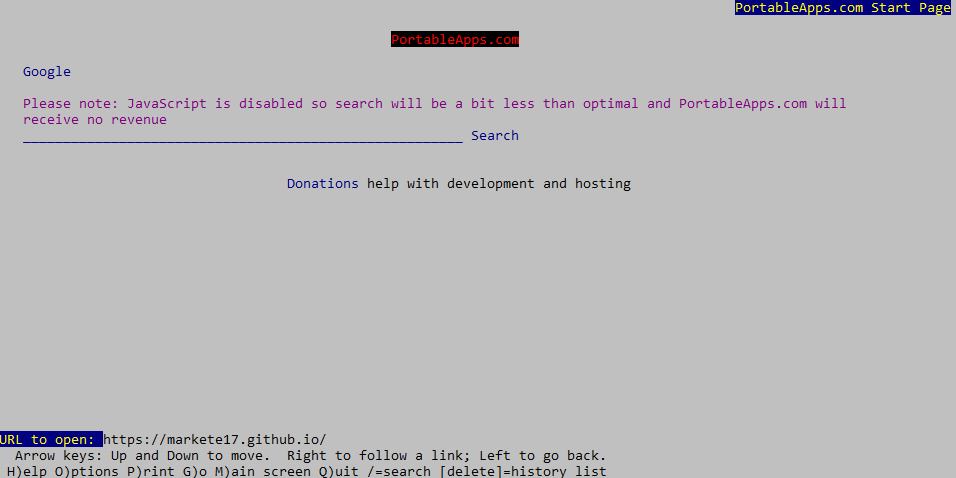 PortableApps.com Start Page
PortableApps.com
Google
Please note: JavaScript is disabled so search will be a bit less than optimal and PortableApps.com will
receive no revenue
_______________________________________________________ Search
Donations help with development and hosting
URL to open: https://markete17.github.io/
Arrow keys: Up and Down to move. Right to follow a link; Left to go back.
H)elp O)ptions P)rint G)o M)ain screen Q)uit /=search [delete]=history list